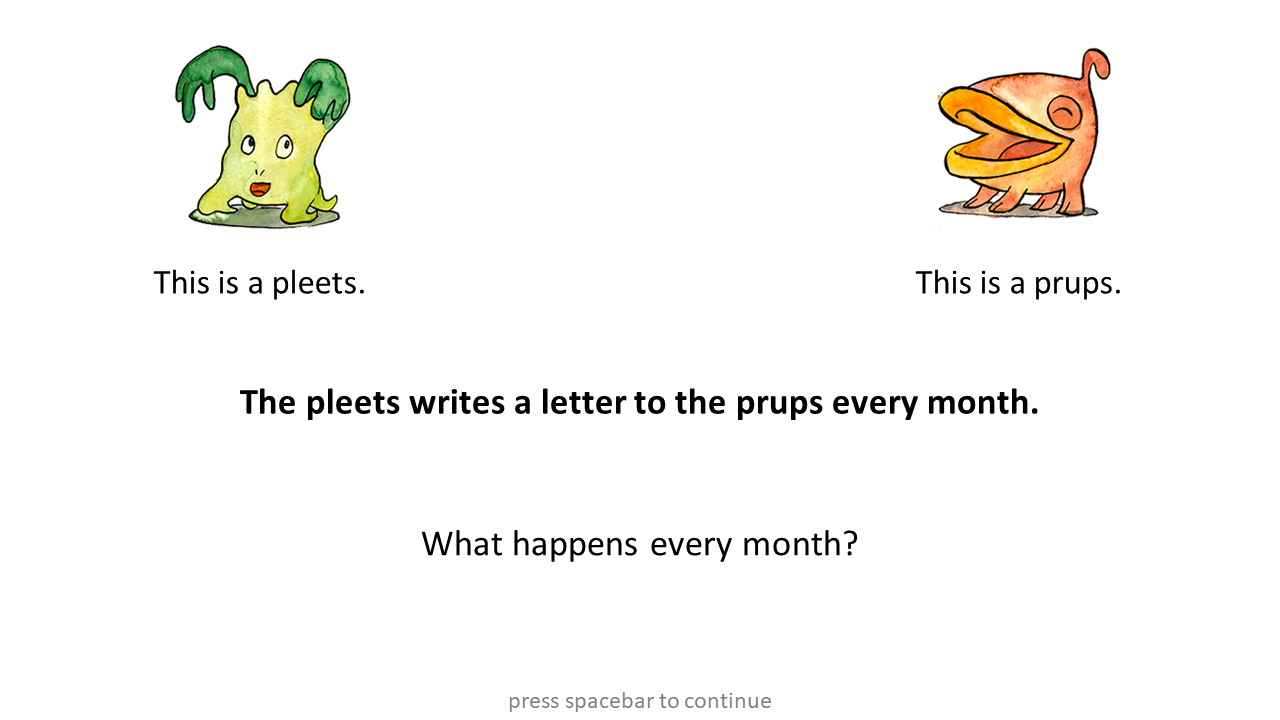 This is a pleets.
This is a prups.
The pleets writes a letter to the prups every month.
What happens every month?
press spacebar to continue